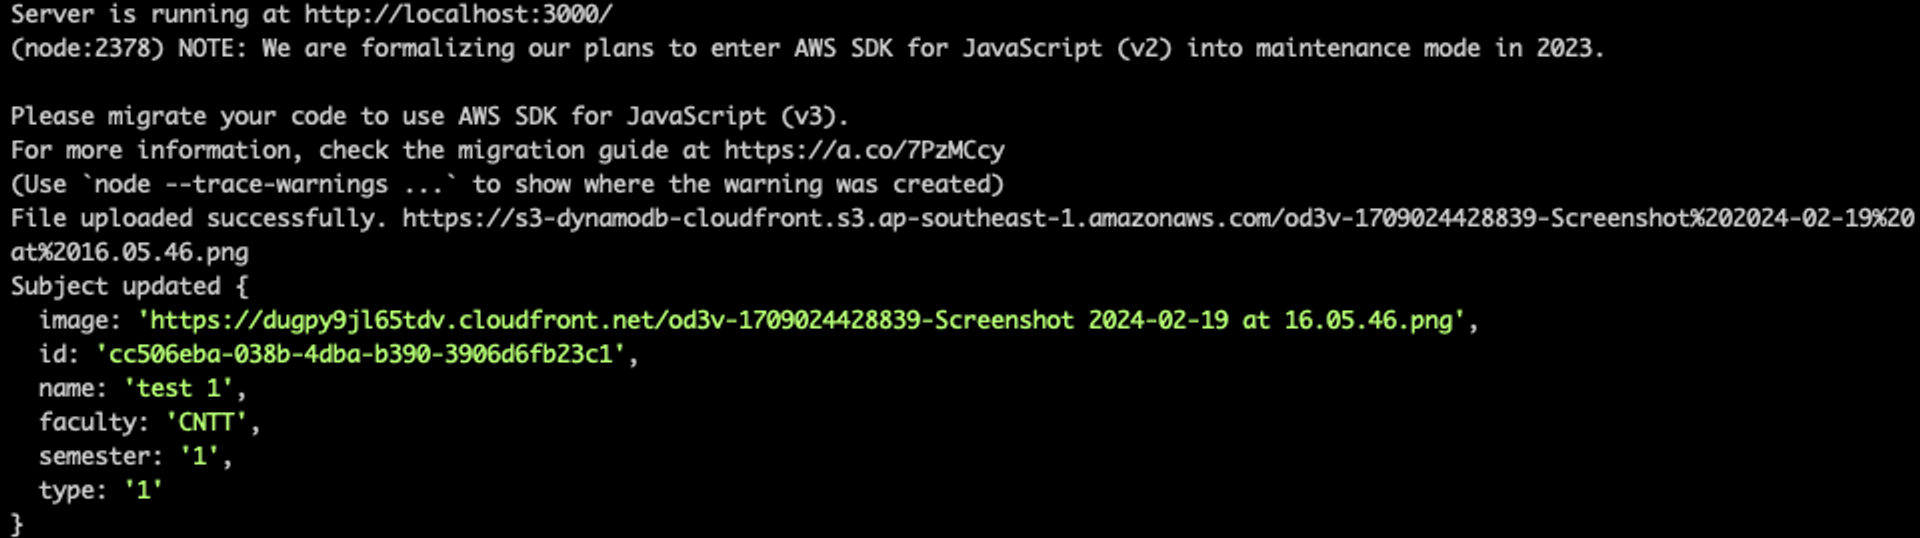 Server is running at http://localhost:3000/
(node:2378) NOTE: We are formalizing our plans to enter AWS SDK for JavaScript (v2) into maintenance mode in 2023.
Please migrate your code to use AWS SDK for JavaScript (v3).
For more information, check the migration guide at https://a.co/7PzMCcy
(Use `node --trace-warnings ...` to show where the warning was created)
File uploaded successfully. https://s3-dynamodb-cloudfront.s3.ap-southeast-1.amazonaws.com/od3v-1709024428839-Screenshot%202024-02-19%20
at%2016.05.46.png
Subject updated {
  image: 'https://dugpy9jl65tdv.cloudfront.net/od3v-1709024428839-Screenshot 2024-02-19 at 16.05.46.png',
  id: 'cc506eba-038b-4dba-b390-3906d6fb23c1',
  name: 'test 1',
  faculty: 'CNTT',
  semester: '1',
  type: '1'
}